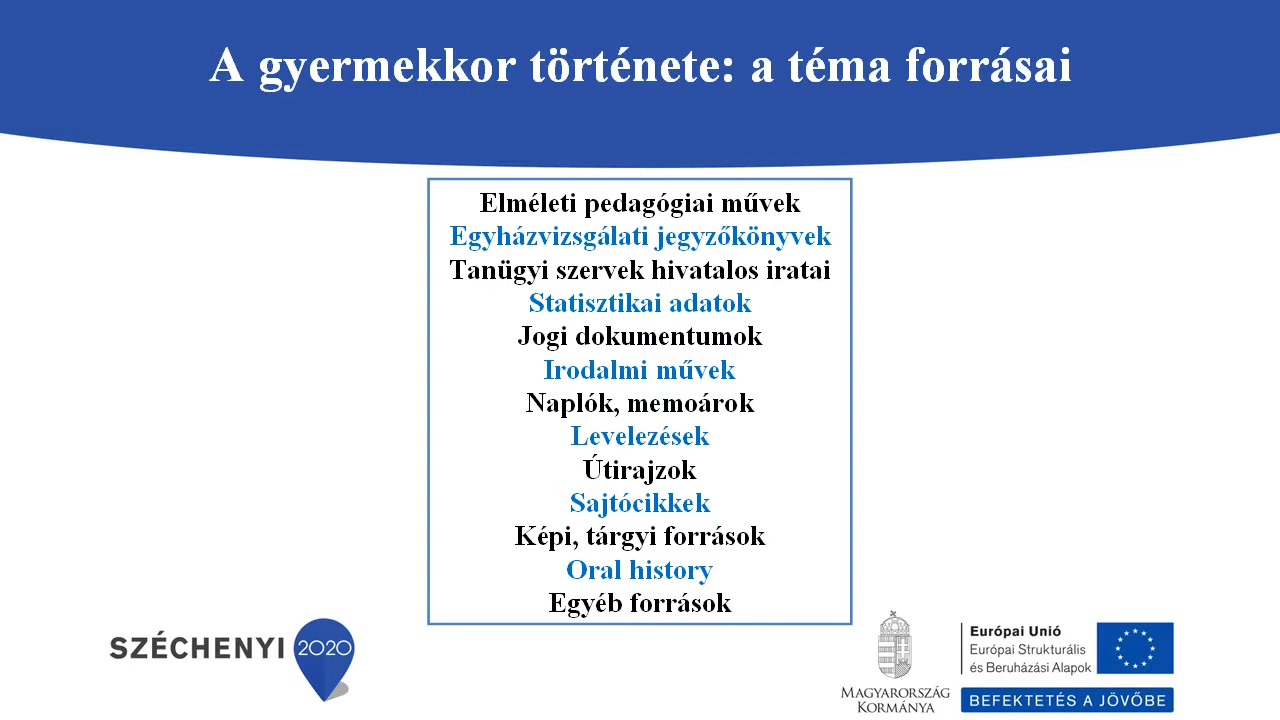 A gyermekkor története: a téma forrásai
Elméleti pedagógiai művek
Egyházvizsgálati jegyzőkönyvek
Tanügyi szervek hivatalos iratai
Statisztikai adatok
Jogi dokumentumok
Irodalmi művek
Naplók, memoárok
Levelezések
Útirajzok
Sajtócikkek
Képi, tárgyi források
Oral history
Egyéb források
SZÉCHENYI 2020
MAGYARORSZÁG
KORMÁNYA
Európai Unió
Európai Strukturális
és Beruházási Alapok
BEFEKTETÉS A JÖVŐBE